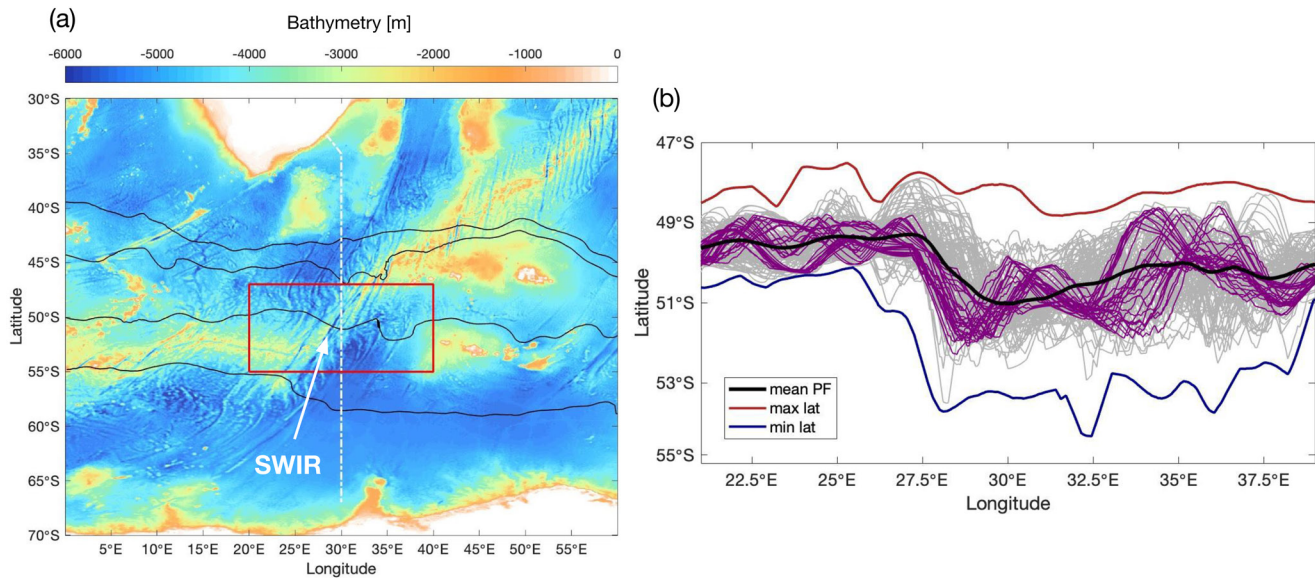 (a)
Bathymetry [m]
-6000 -5000 -4000 -3000 -2000 -1000 0
30°S
35°S
40°S
45°S
50°S
55°S
60°S
65°S
70°S
Latitude
SWIR
5°E 10°E 15°E 20°E 25°E 30°E 35°E 40°E 45°E 50°E 55°E
Longitude
(b)
47°S
49°S
51°S
53°S
55°S
Latitude
mean PF
max lat
min lat
22.5°E 25°E 27.5°E 30°E 32.5°E 35°E 37.5°E
Longitude